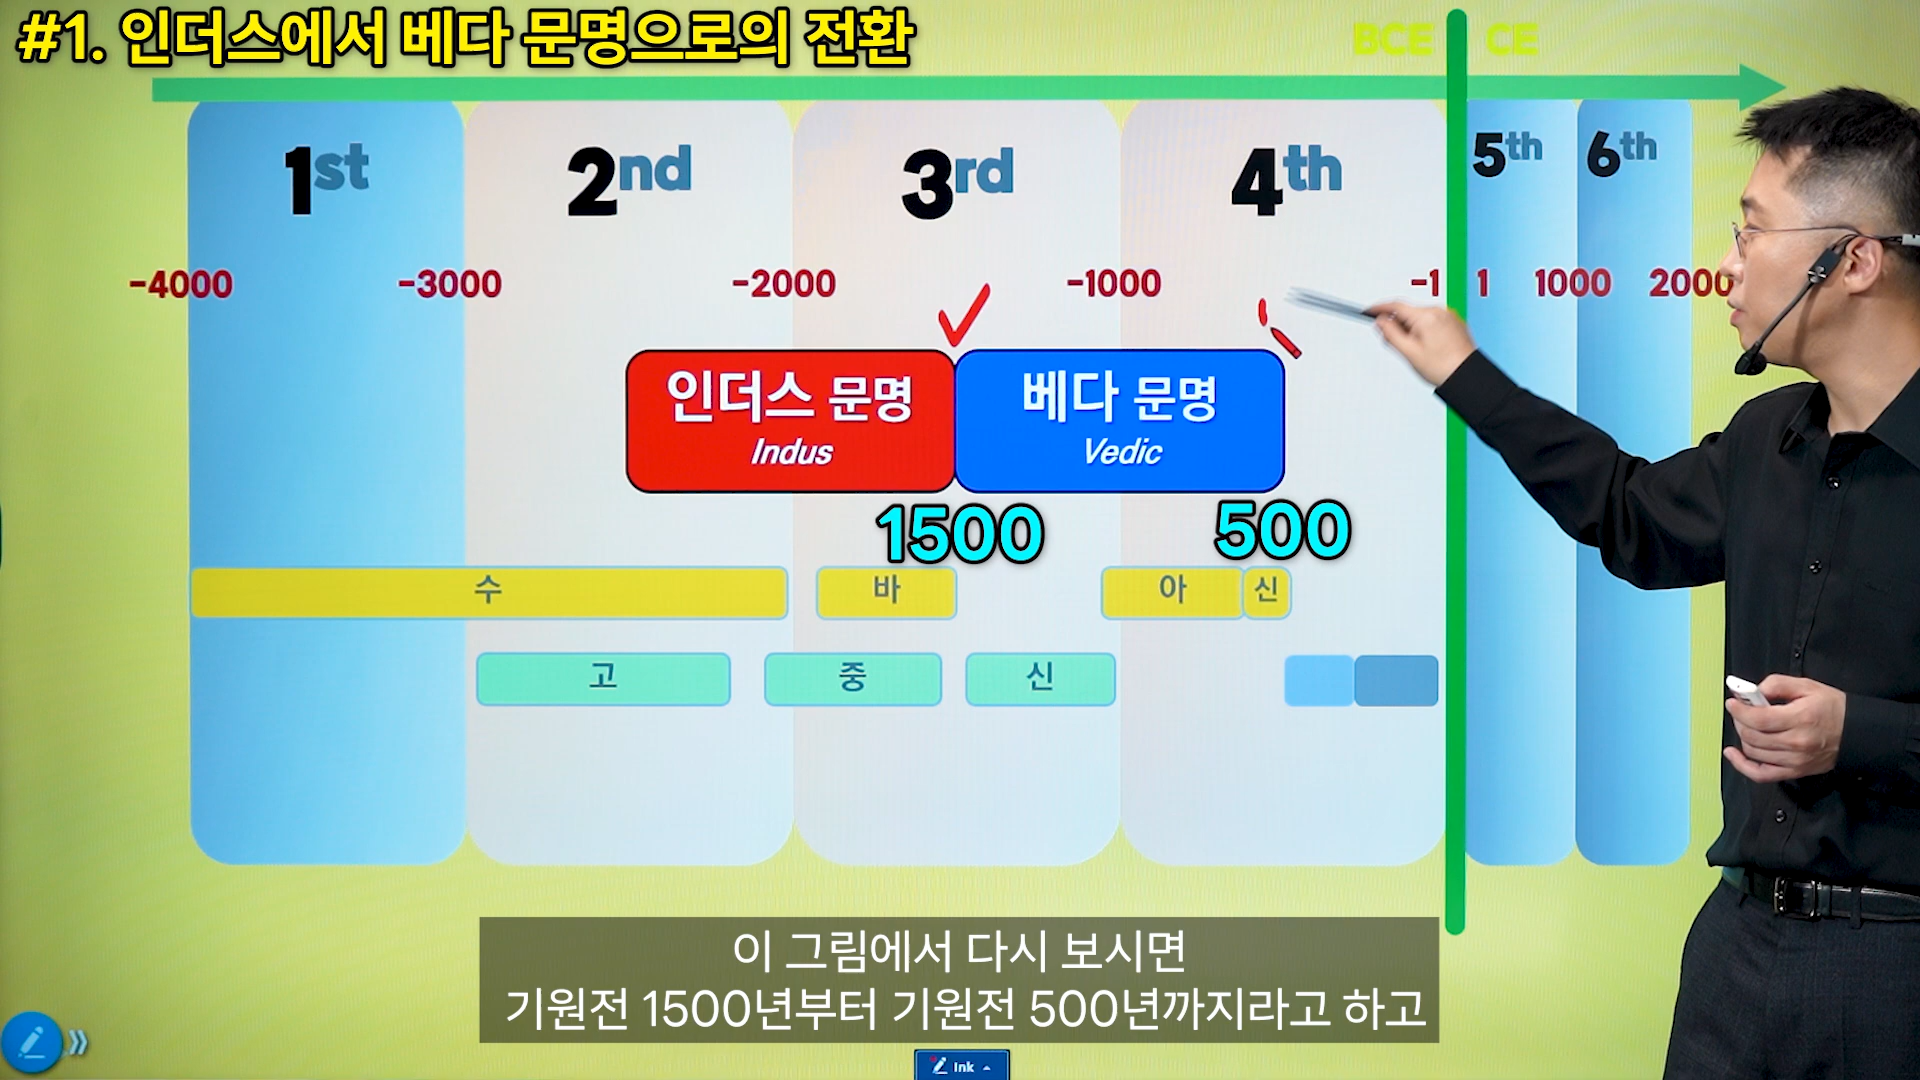 #1. 인더스에서 베다 문명으로의 전환
BCE CE
1st 2nd 3rd 4th 5th 6th
-4000 -3000 -2000 -1000 -1 1 1000 2000
인더스 문명 베다 문명
Indus Vedic
1500 500
수 바 아 신
고 중 신
이 그림에서 다시 보시면
기원전 1500년부터 기원전 500년까지라고 하고
Ink